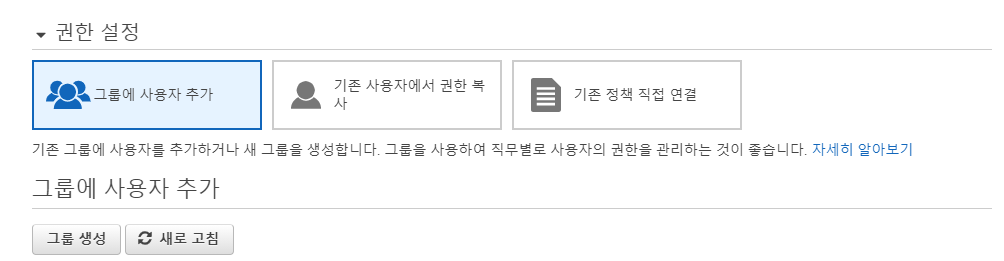 권한 설정
그룹에 사용자 추가
기존 사용자에서 권한 복
사
기존 정책 직접 연결
기존 그룹에 사용자를 추가하거나 새 그룹을 생성합니다. 그룹을 사용하여 직무별로 사용자의 권한을 관리하는 것이 좋습니다. 자세히 알아보기
그룹에 사용자 추가
그룹 생성
새로 고침